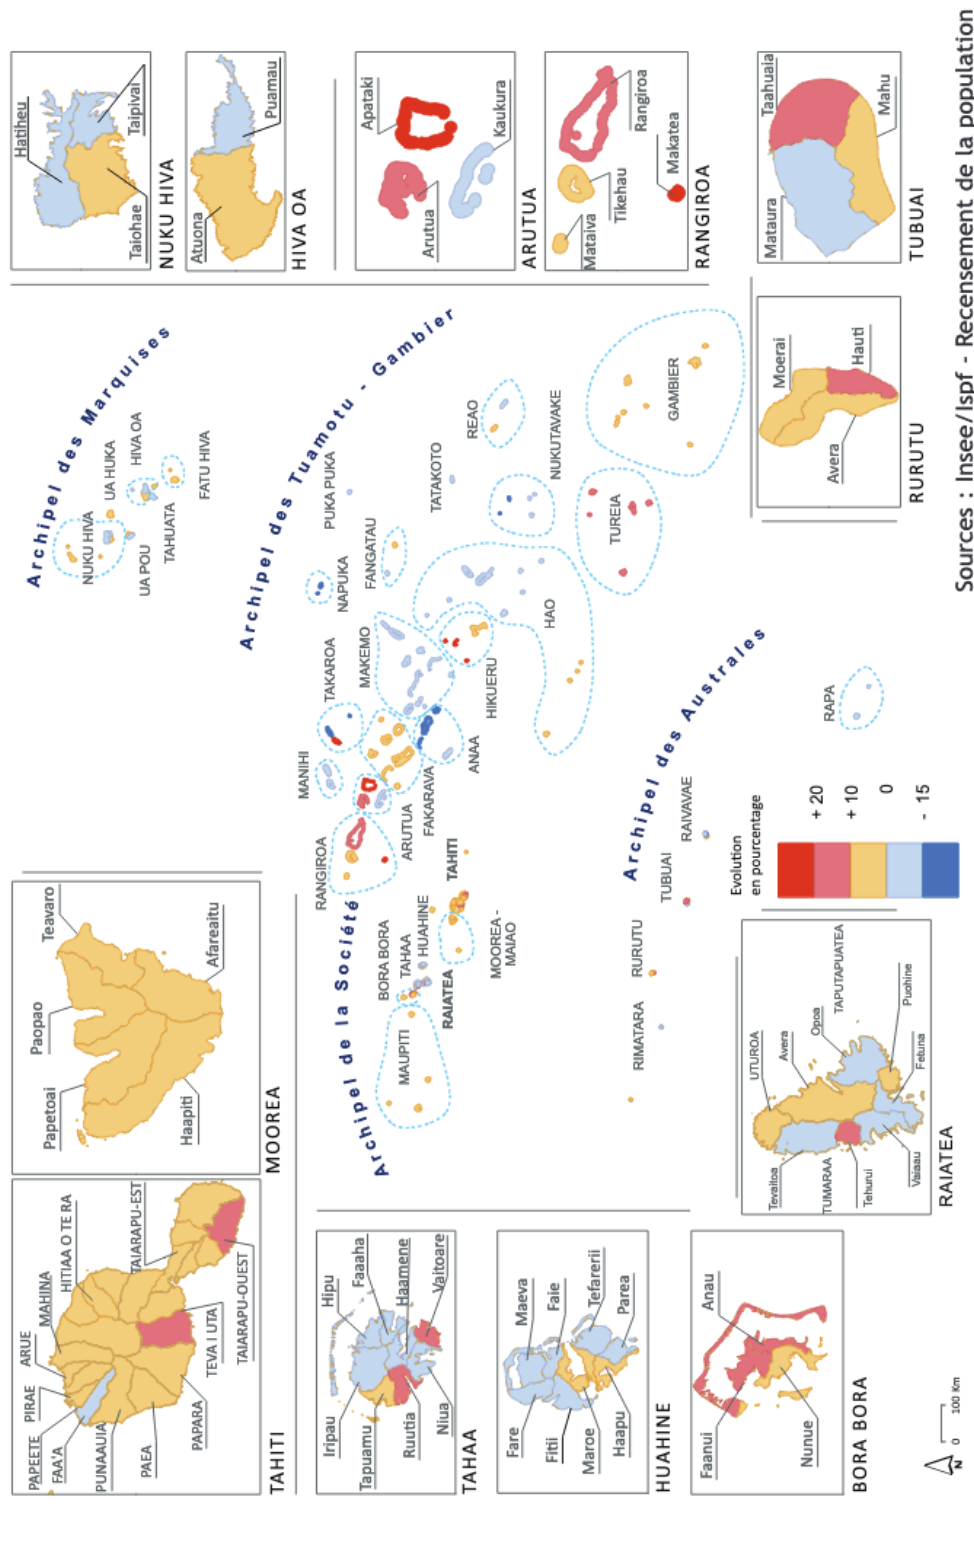 PAPEETE
PIRAE
ARUE
MAHINA
HITIAA O TE RA
TAIARAPU-EST
FAA'A
PUNAAUIA
PAEA
PAPARA
TEVA I UTA
TAIARAPU-OUEST
TAHITI
Papetoai
Paopao
Teavaro
Haapiti
Afareaitu
MOOREA
Archipel des Marquises
NUKU HIVA
UA HUKA
HIVA OA
UA POU
TAHUATA
FATU HIVA
Hatiheu
Taiohae
Taipivai
NUKU HIVA
Atuona
Puamau
HIVA OA
Iripau
Hipu
Faaaha
Haamene
Vaitoare
Tapuamu
Ruutia
Niua
TAHAA
Fare
Maeva
Faie
Tefarerii
Parea
Fitii
Maroe
Haapu
HUAHINE
Faanui
Anau
Nunue
BORA BORA
Archipel de la Société
MAUPITI
BORA BORA
TAHAA
HUAHINE
RAIATEA
TAHITI
MOOREA -
MAIAO
Archipel des Tuamotu - Gambier
RANGIROA
MANIHI
TAKAROA
MAKEMO
NAPUKA
PUKA PUKA
FANGATAU
TATAKOTO
REAO
ARUTUA
FAKARAVA
ANAA
HIKUERU
HAO
NUKUTAVAKE
TUREIA
GAMBIER
Apataki
Arutua
Kaukura
ARUTUA
Mataiva
Tikehau
Rangiroa
Makatea
RANGIROA
Archipel des Australes
RIMATARA
RURUTU
TUBUAI
RAIVAVAE
RAPA
UTUROA
Avera
Opoa
TAPUTAPUATEA
Puohine
Tevaitoa
TUMARAA
Tehurui
Vaiaau
Fetuna
RAIATEA
Moerai
Hauti
Avera
RURUTU
Mataura
Taahuaia
Mahu
TUBUAI
Evolution
en pourcentage
+ 20
+ 10
0
- 15
N
0 100 Km
Sources : Insee/Ispf - Recensement de la population